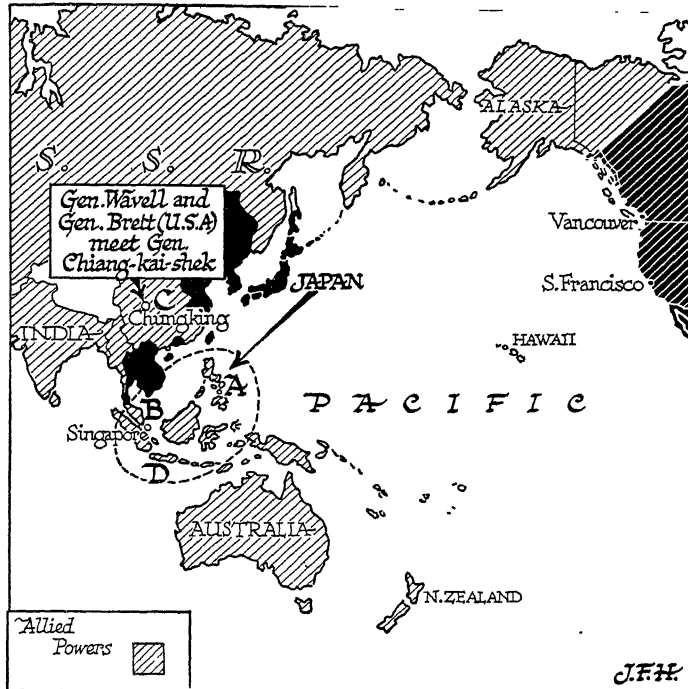 ALASKA
S. S. R.
Gen. Wavell and
Gen. Brett (U.S.A)
meet Gen.
Chiang-kai-shek
Vancouver
JAPAN
S. Francisco
C
Chungking
INDIA
HAWAII
A
PACIFIC
B
Singapore
D
AUSTRALIA
N. ZEALAND
Allied
Powers
J.F.H.